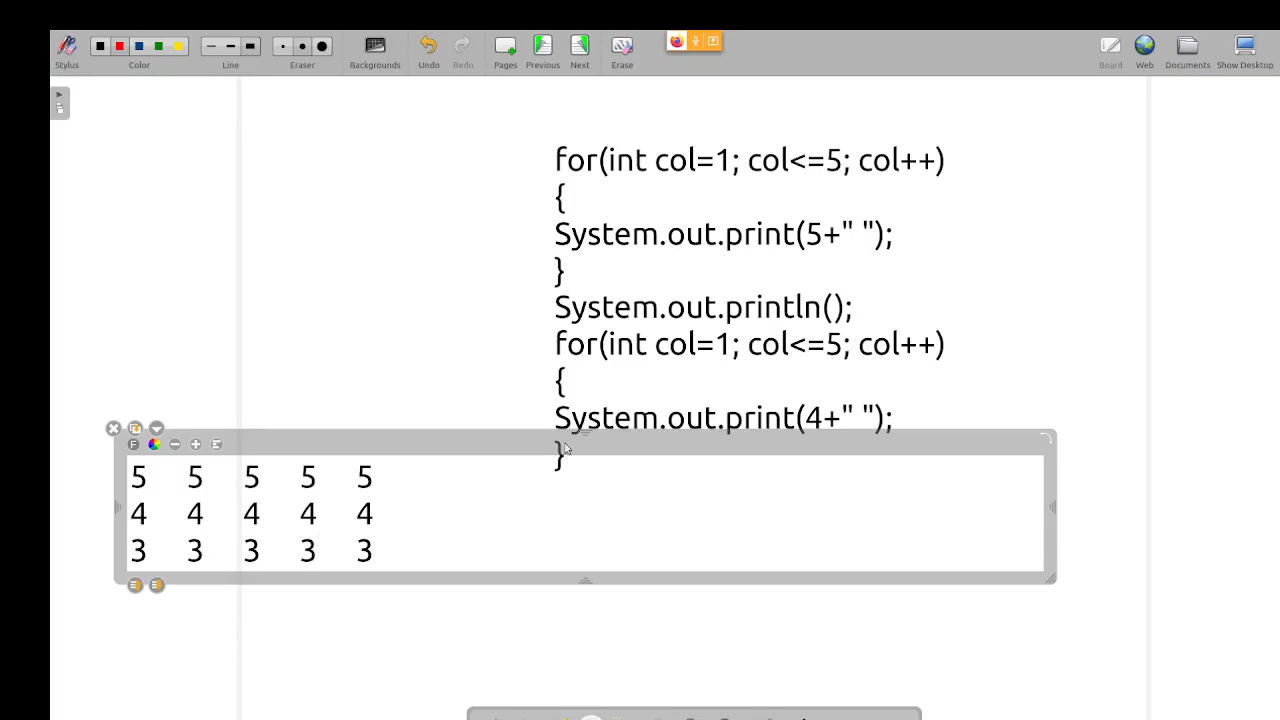 Stylus Color Line Eraser Backgrounds Undo Redo Pages Previous Next Erase Board Web Documents Show Desktop
for(int col=1; col<=5; col++)
{
System.out.print(5+" ");
}
System.out.println();
for(int col=1; col<=5; col++)
{
System.out.print(4+" ");
}
5 5 5 5 5
4 4 4 4 4
3 3 3 3 3